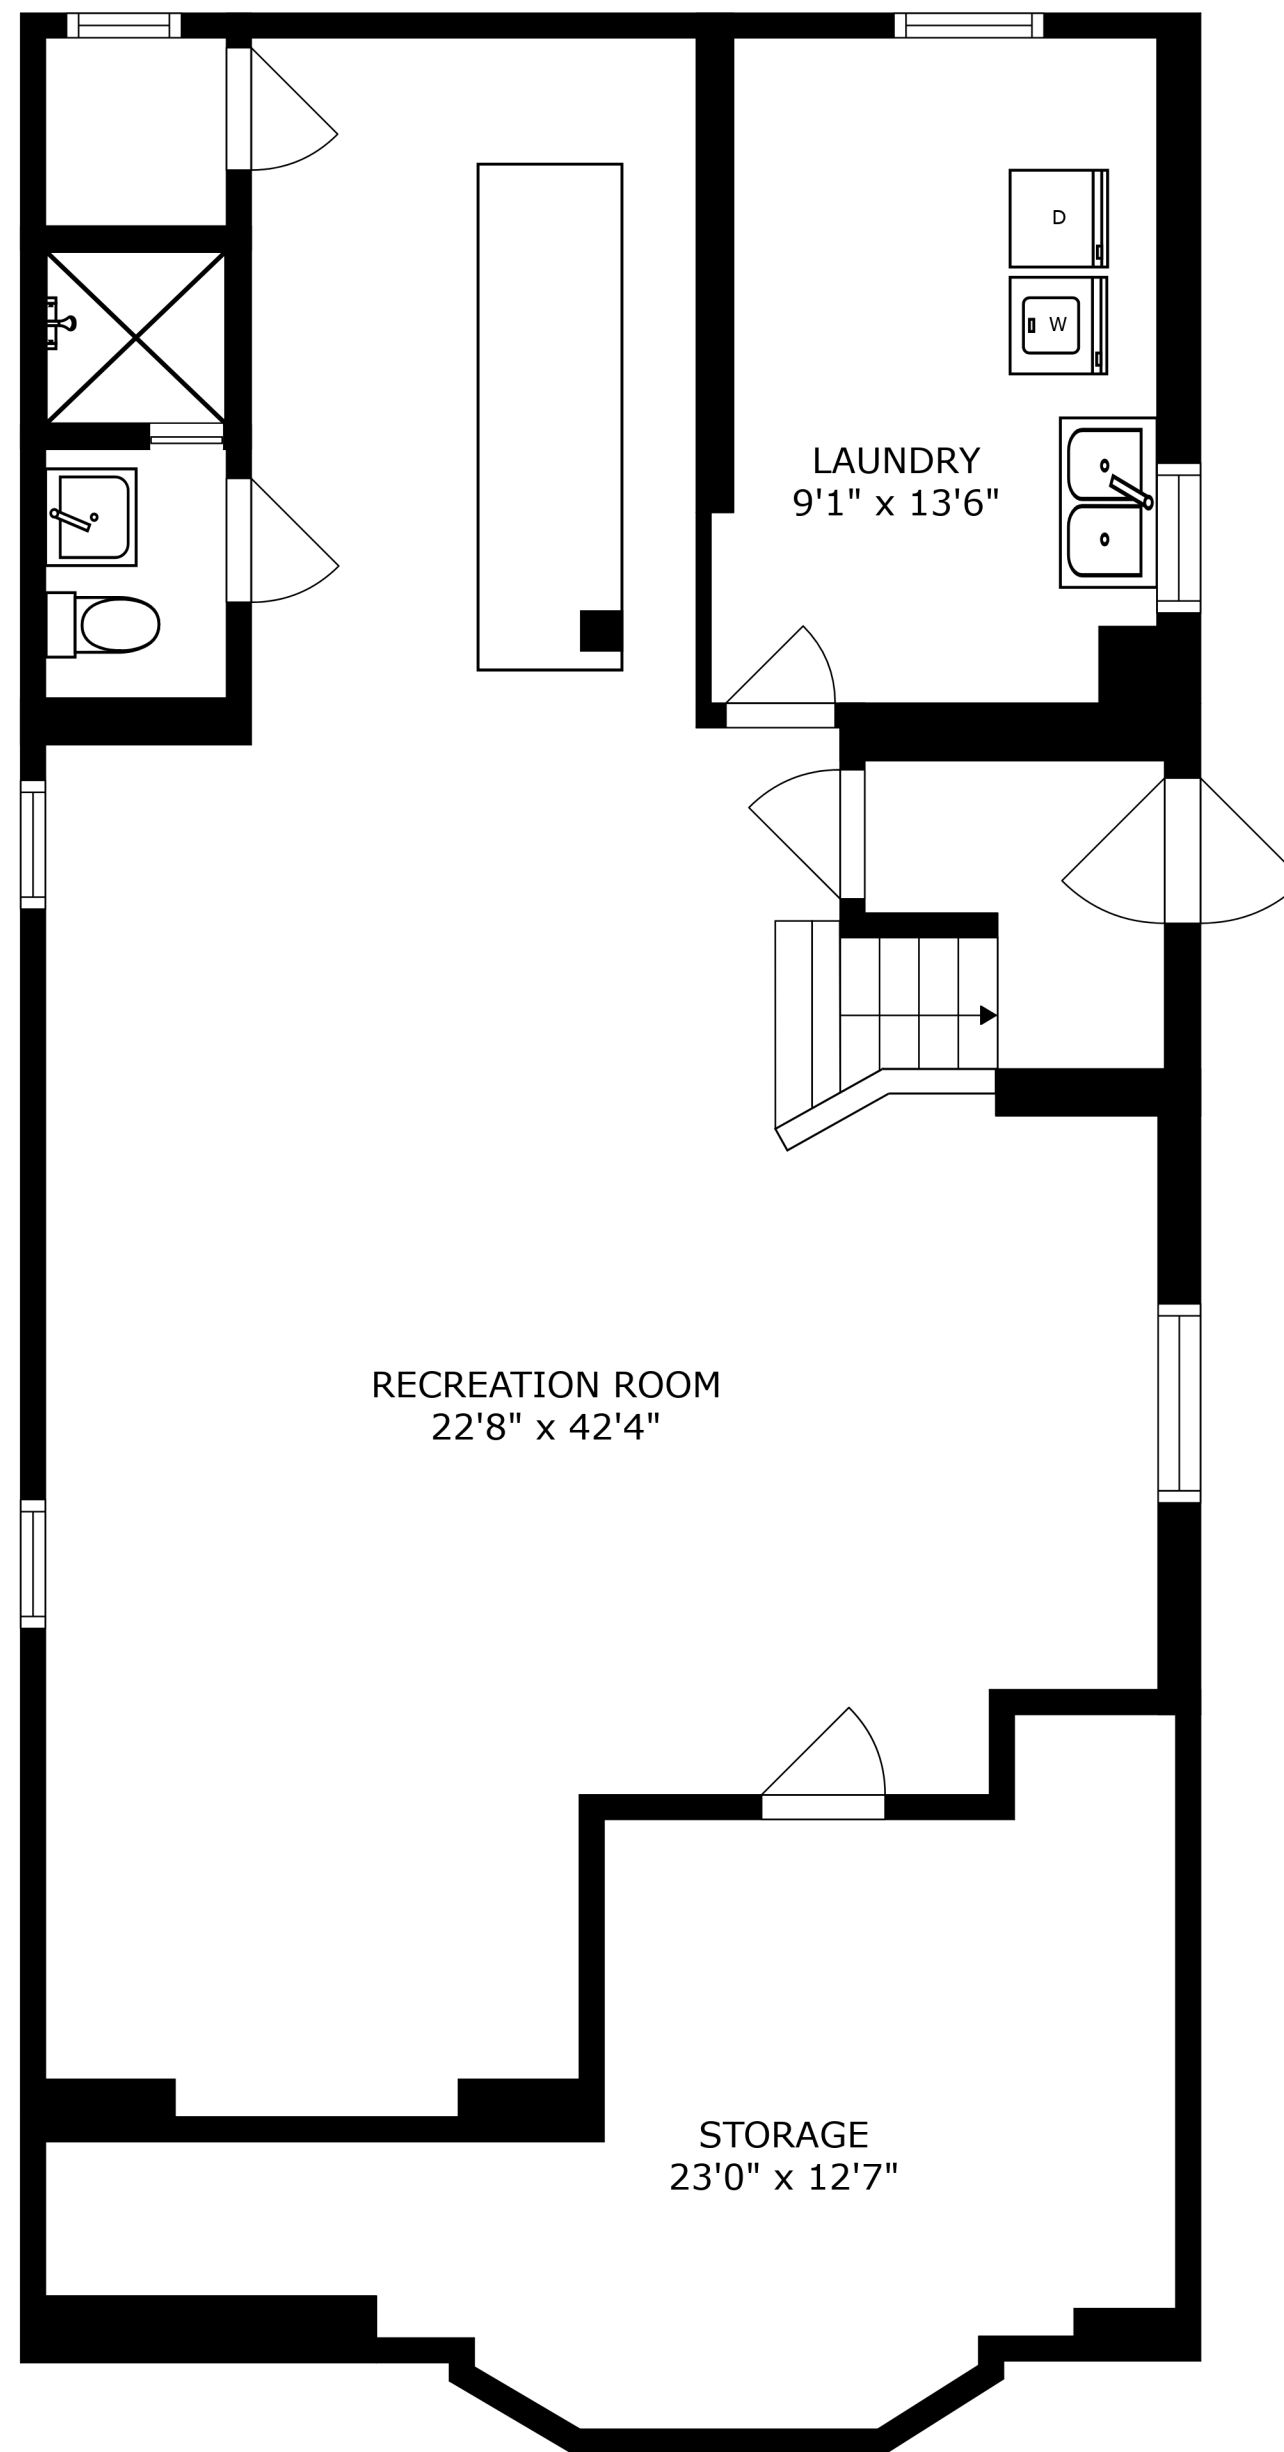 D
W
LAUNDRY
9'1" x 13'6"
RECREATION ROOM
22'8" x 42'4"
STORAGE
23'0" x 12'7"